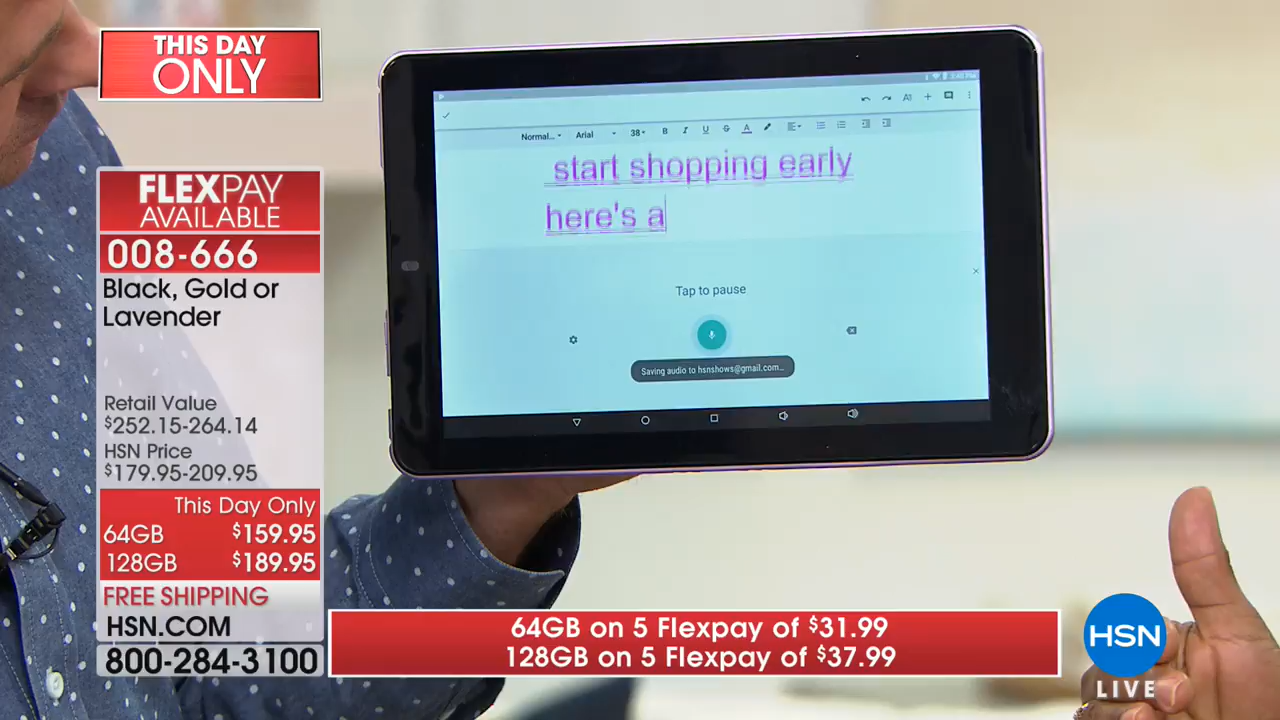 THIS DAY
ONLY
FLEXPAY
AVAILABLE
008-666
Black, Gold or
Lavender
Retail Value
$252.15-264.14
HSN Price
$179.95-209.95
This Day Only
64GB $159.95
128GB $189.95
FREE SHIPPING
HSN.COM
800-284-3100
Normal...
Arial
38
B I U S A
start shopping early
here's a
Tap to pause
Saving audio to hsnshows@gmail.com...
64GB on 5 Flexpay of $31.99
128GB on 5 Flexpay of $37.99
HSN
LIVE